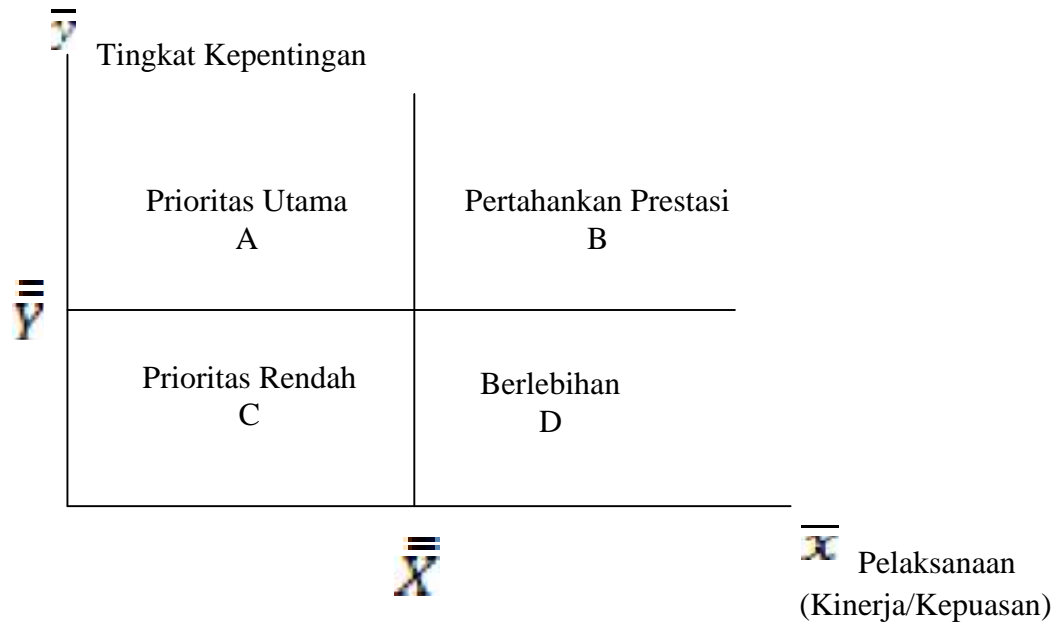 y̅
Tingkat Kepentingan
Prioritas Utama
A
Pertahankan Prestasi
B
Y̿
Prioritas Rendah
C
Berlebihan
D
X̿
x̅ Pelaksanaan
(Kinerja/Kepuasan)